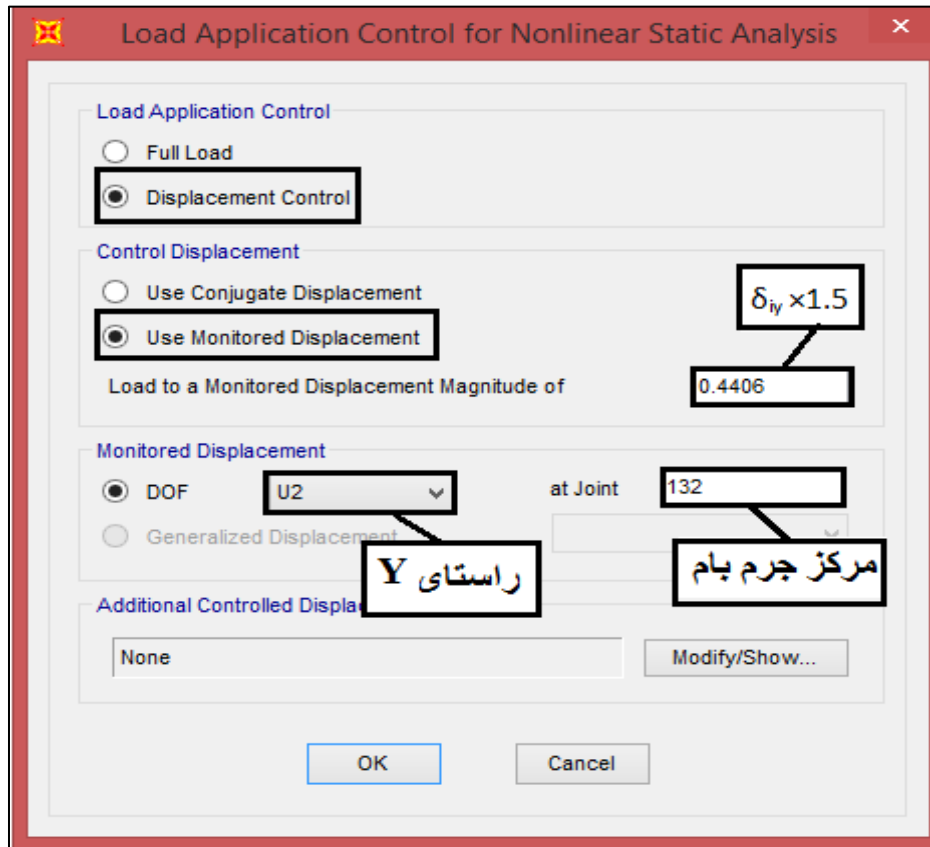 Load Application Control for Nonlinear Static Analysis
Load Application Control
Full Load
Displacement Control
Control Displacement
Use Conjugate Displacement
δiy ×1.5
Use Monitored Displacement
Load to a Monitored Displacement Magnitude of
0.4406
Monitored Displacement
DOF
U2
at Joint
132
Generalized Displacement
راستای Y
مرکز جرم بام
Additional Controlled Displa
None
Modify/Show...
OK
Cancel